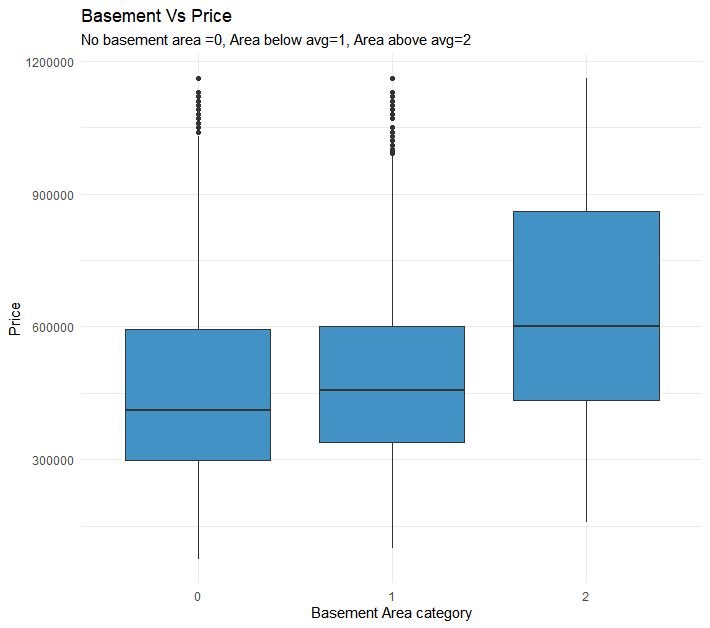 Basement Vs Price
No basement area =0, Area below avg=1, Area above avg=2
1200000
900000
600000
300000
Price
0 1 2
Basement Area category